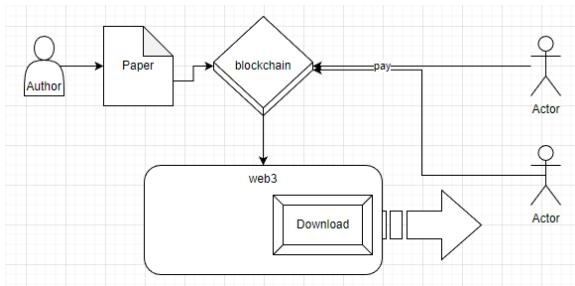 Author
Paper
blockchain
pay
Actor
Actor
web3
Download